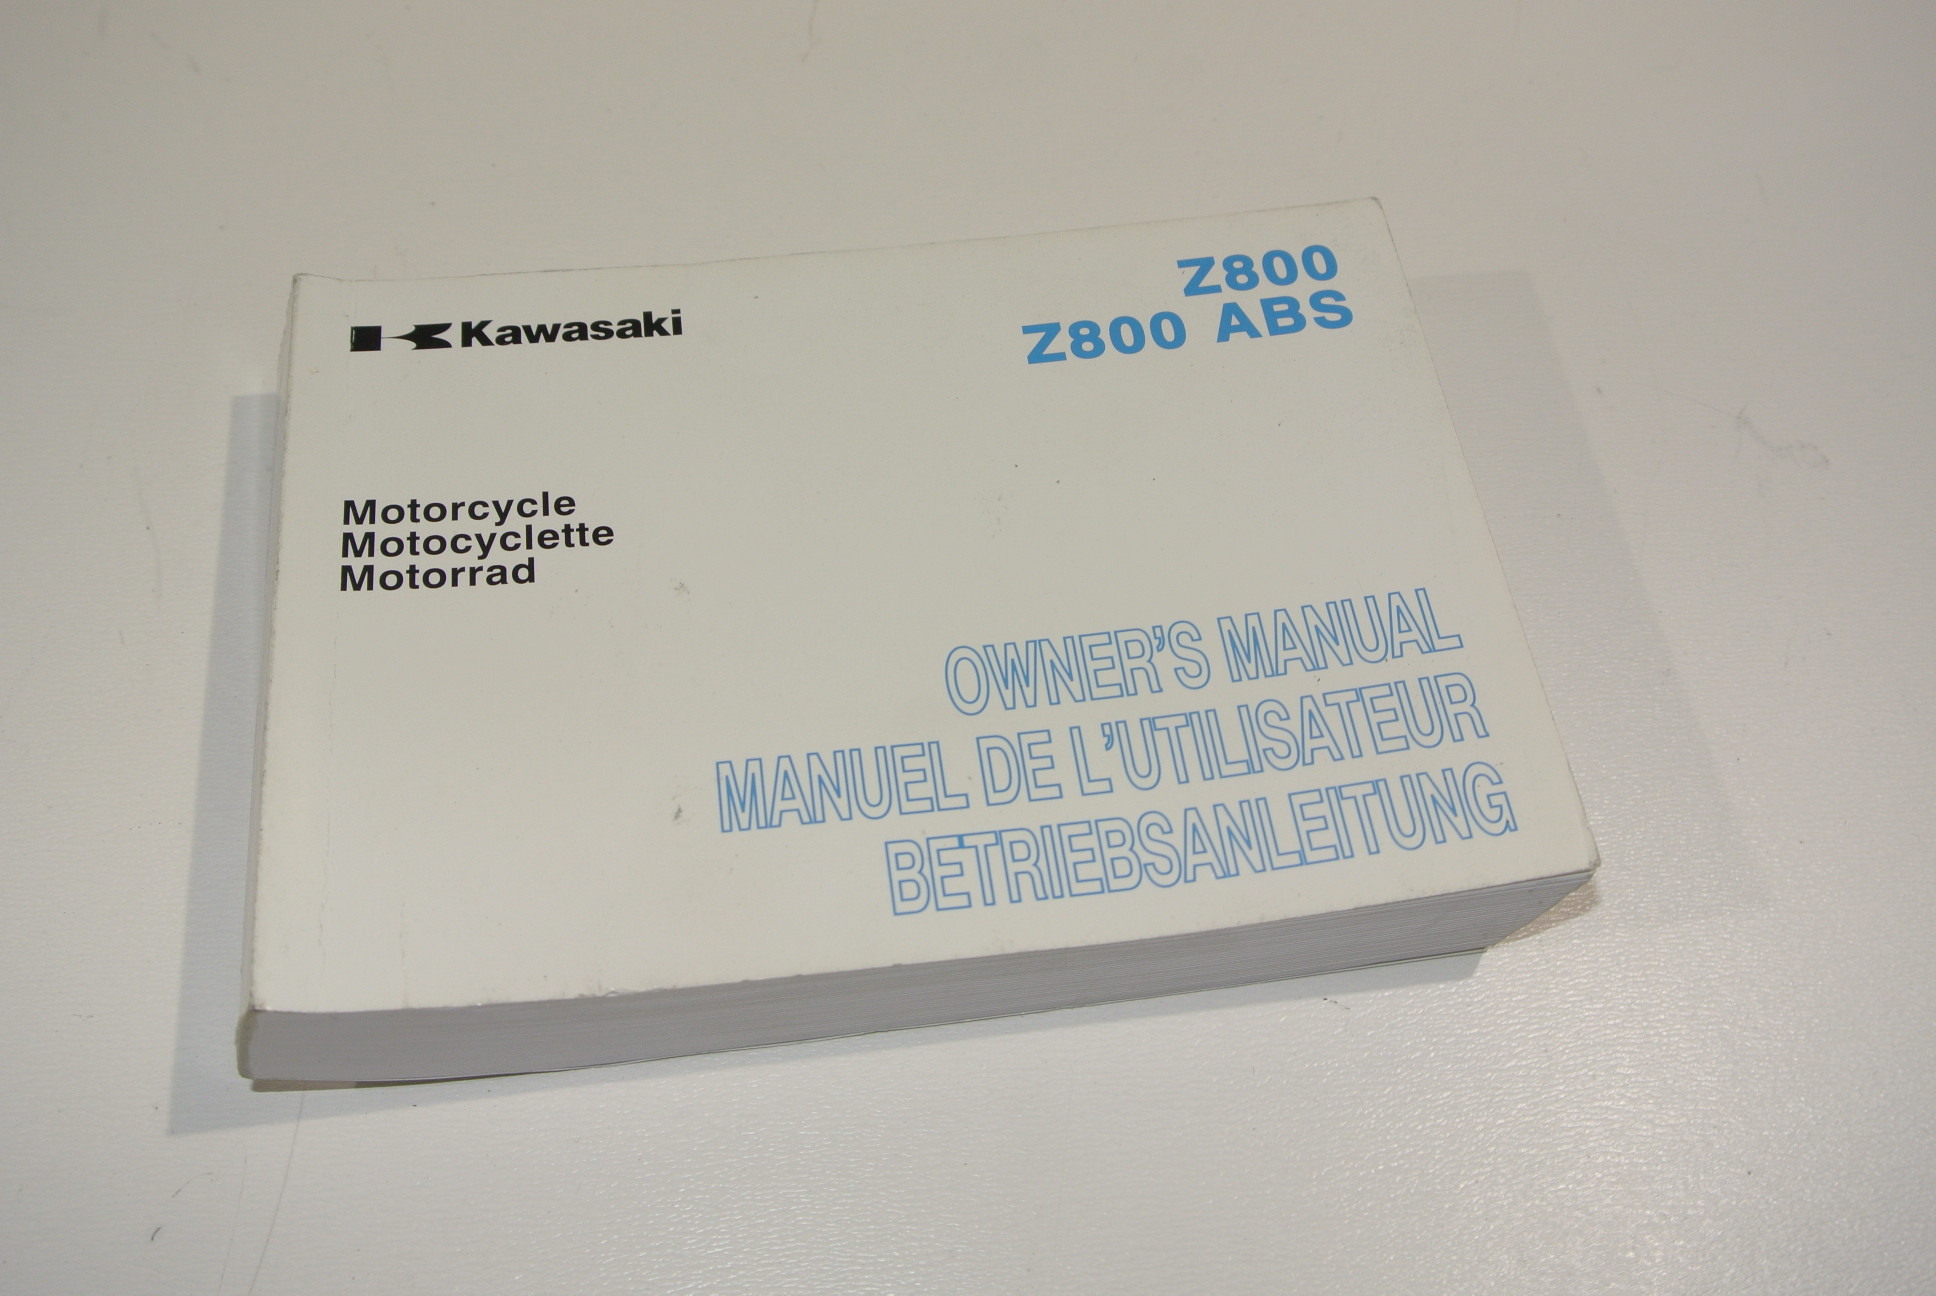 Kawasaki
Z800
Z800 ABS
Motorcycle
Motocyclette
Motorrad
OWNER'S MANUAL
MANUEL DE L'UTILISATEUR
BETRIEBSANLEITUNG